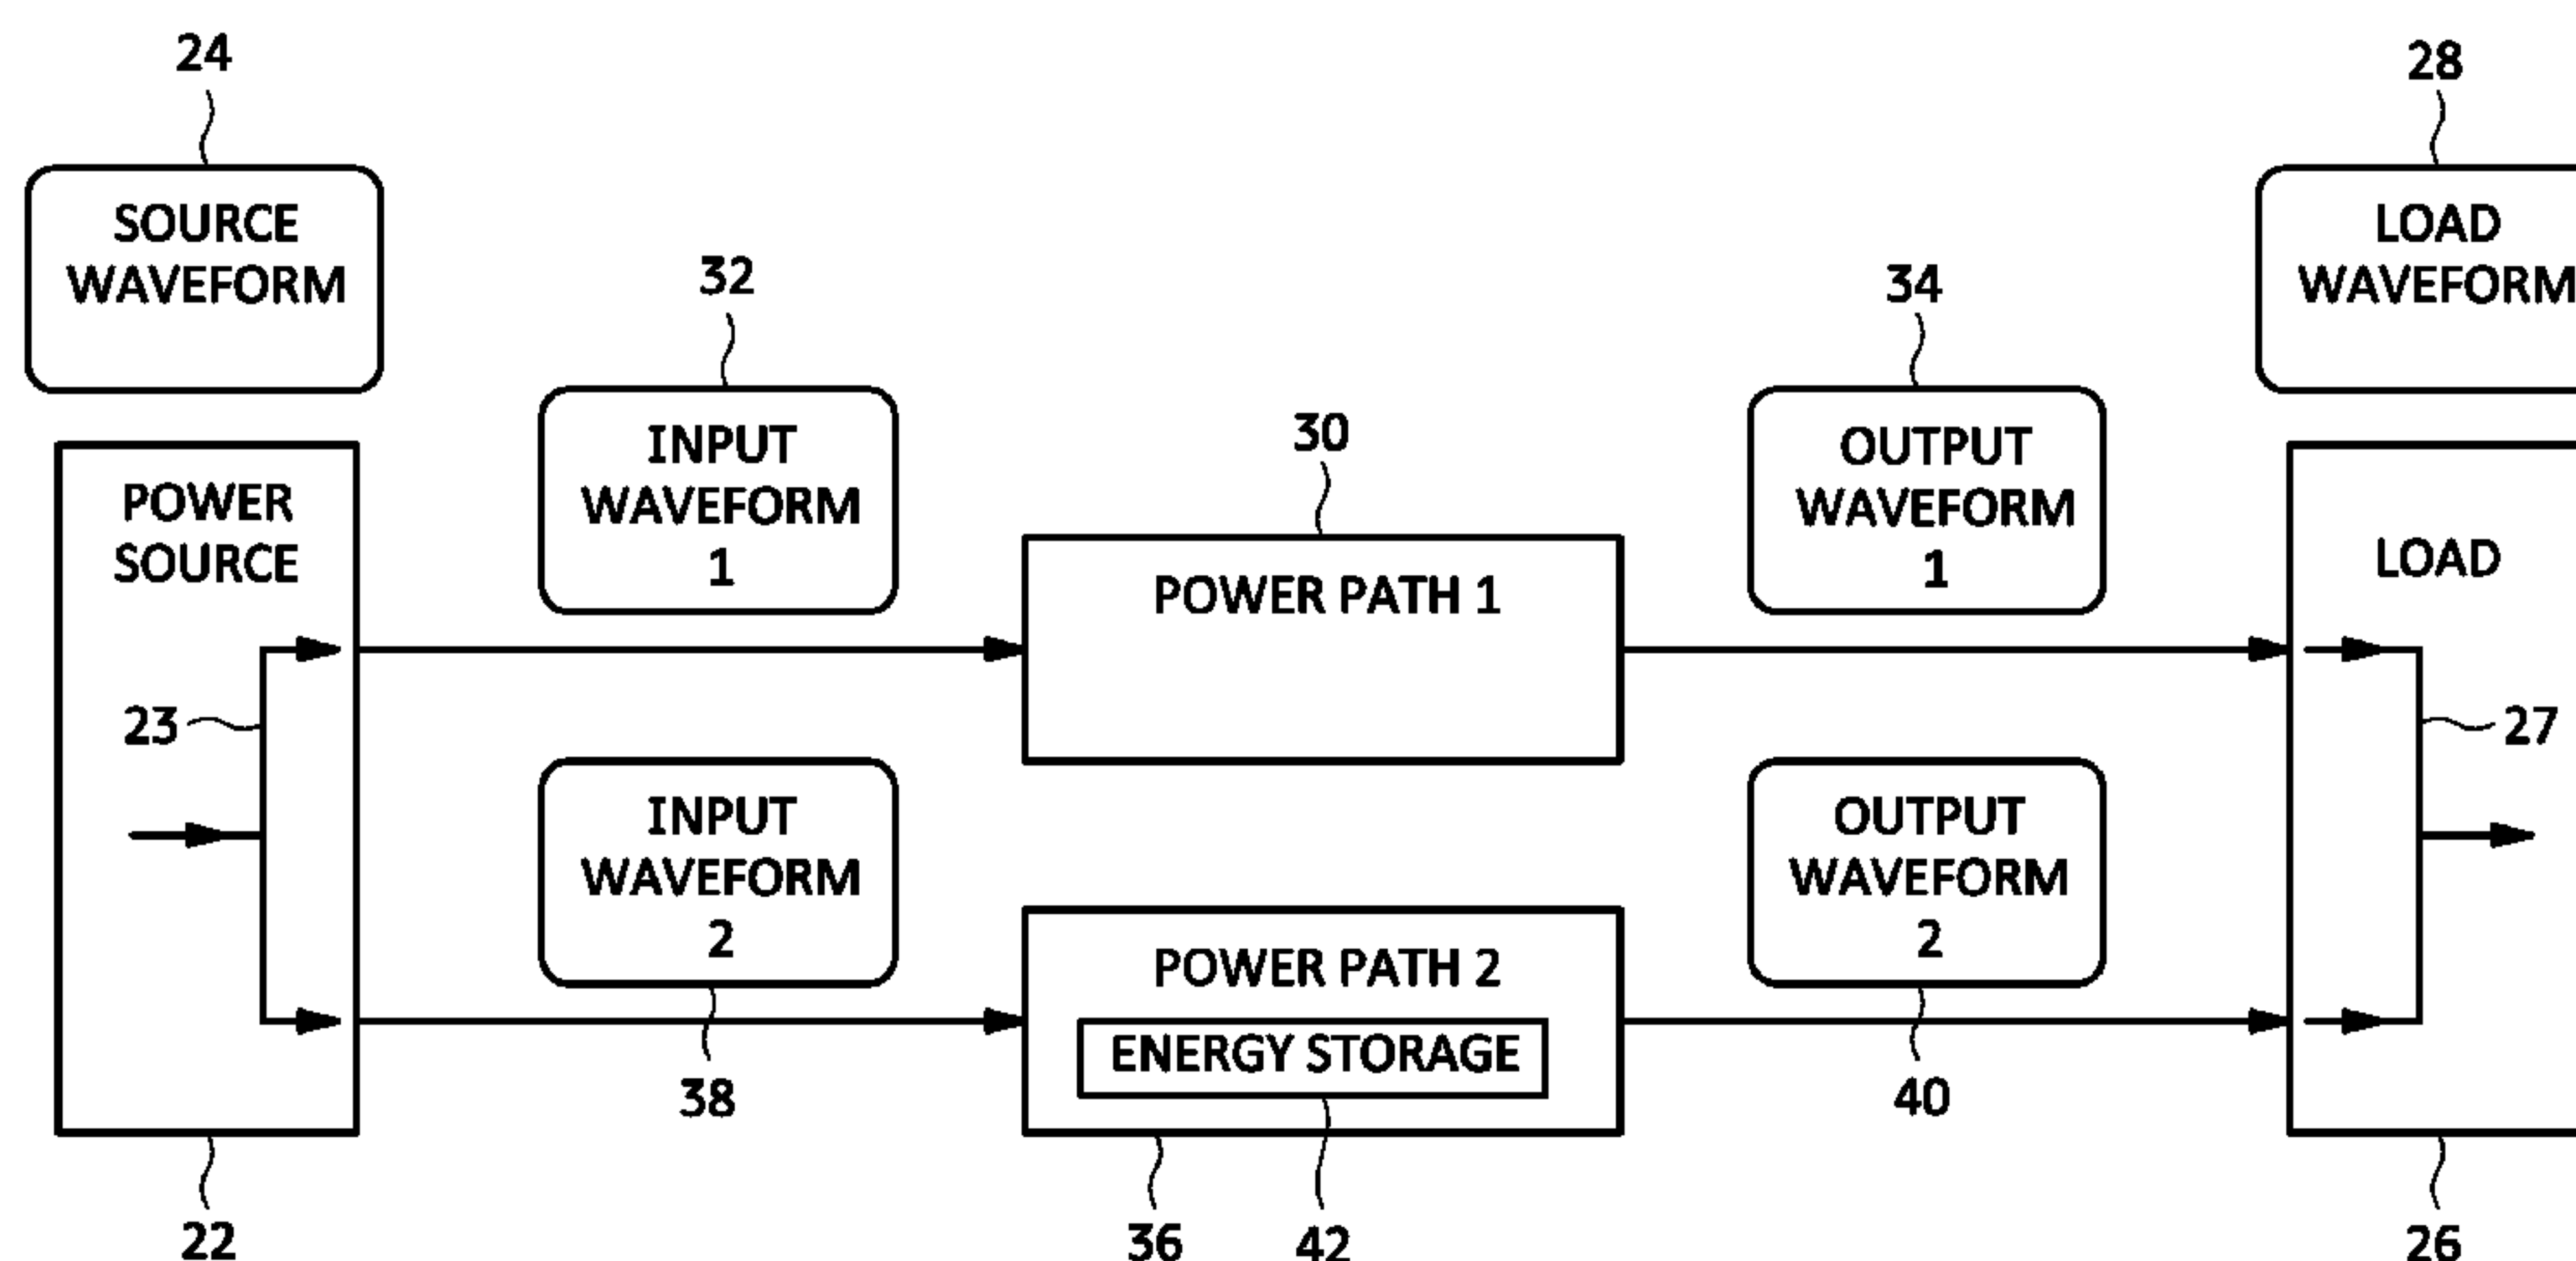 24
28
SOURCE
WAVEFORM
LOAD
WAVEFORM
32
34
INPUT
WAVEFORM
1
30
OUTPUT
WAVEFORM
1
POWER
SOURCE
POWER PATH 1
LOAD
23
27
INPUT
WAVEFORM
2
OUTPUT
WAVEFORM
2
POWER PATH 2
ENERGY STORAGE
38
40
22
36
42
26